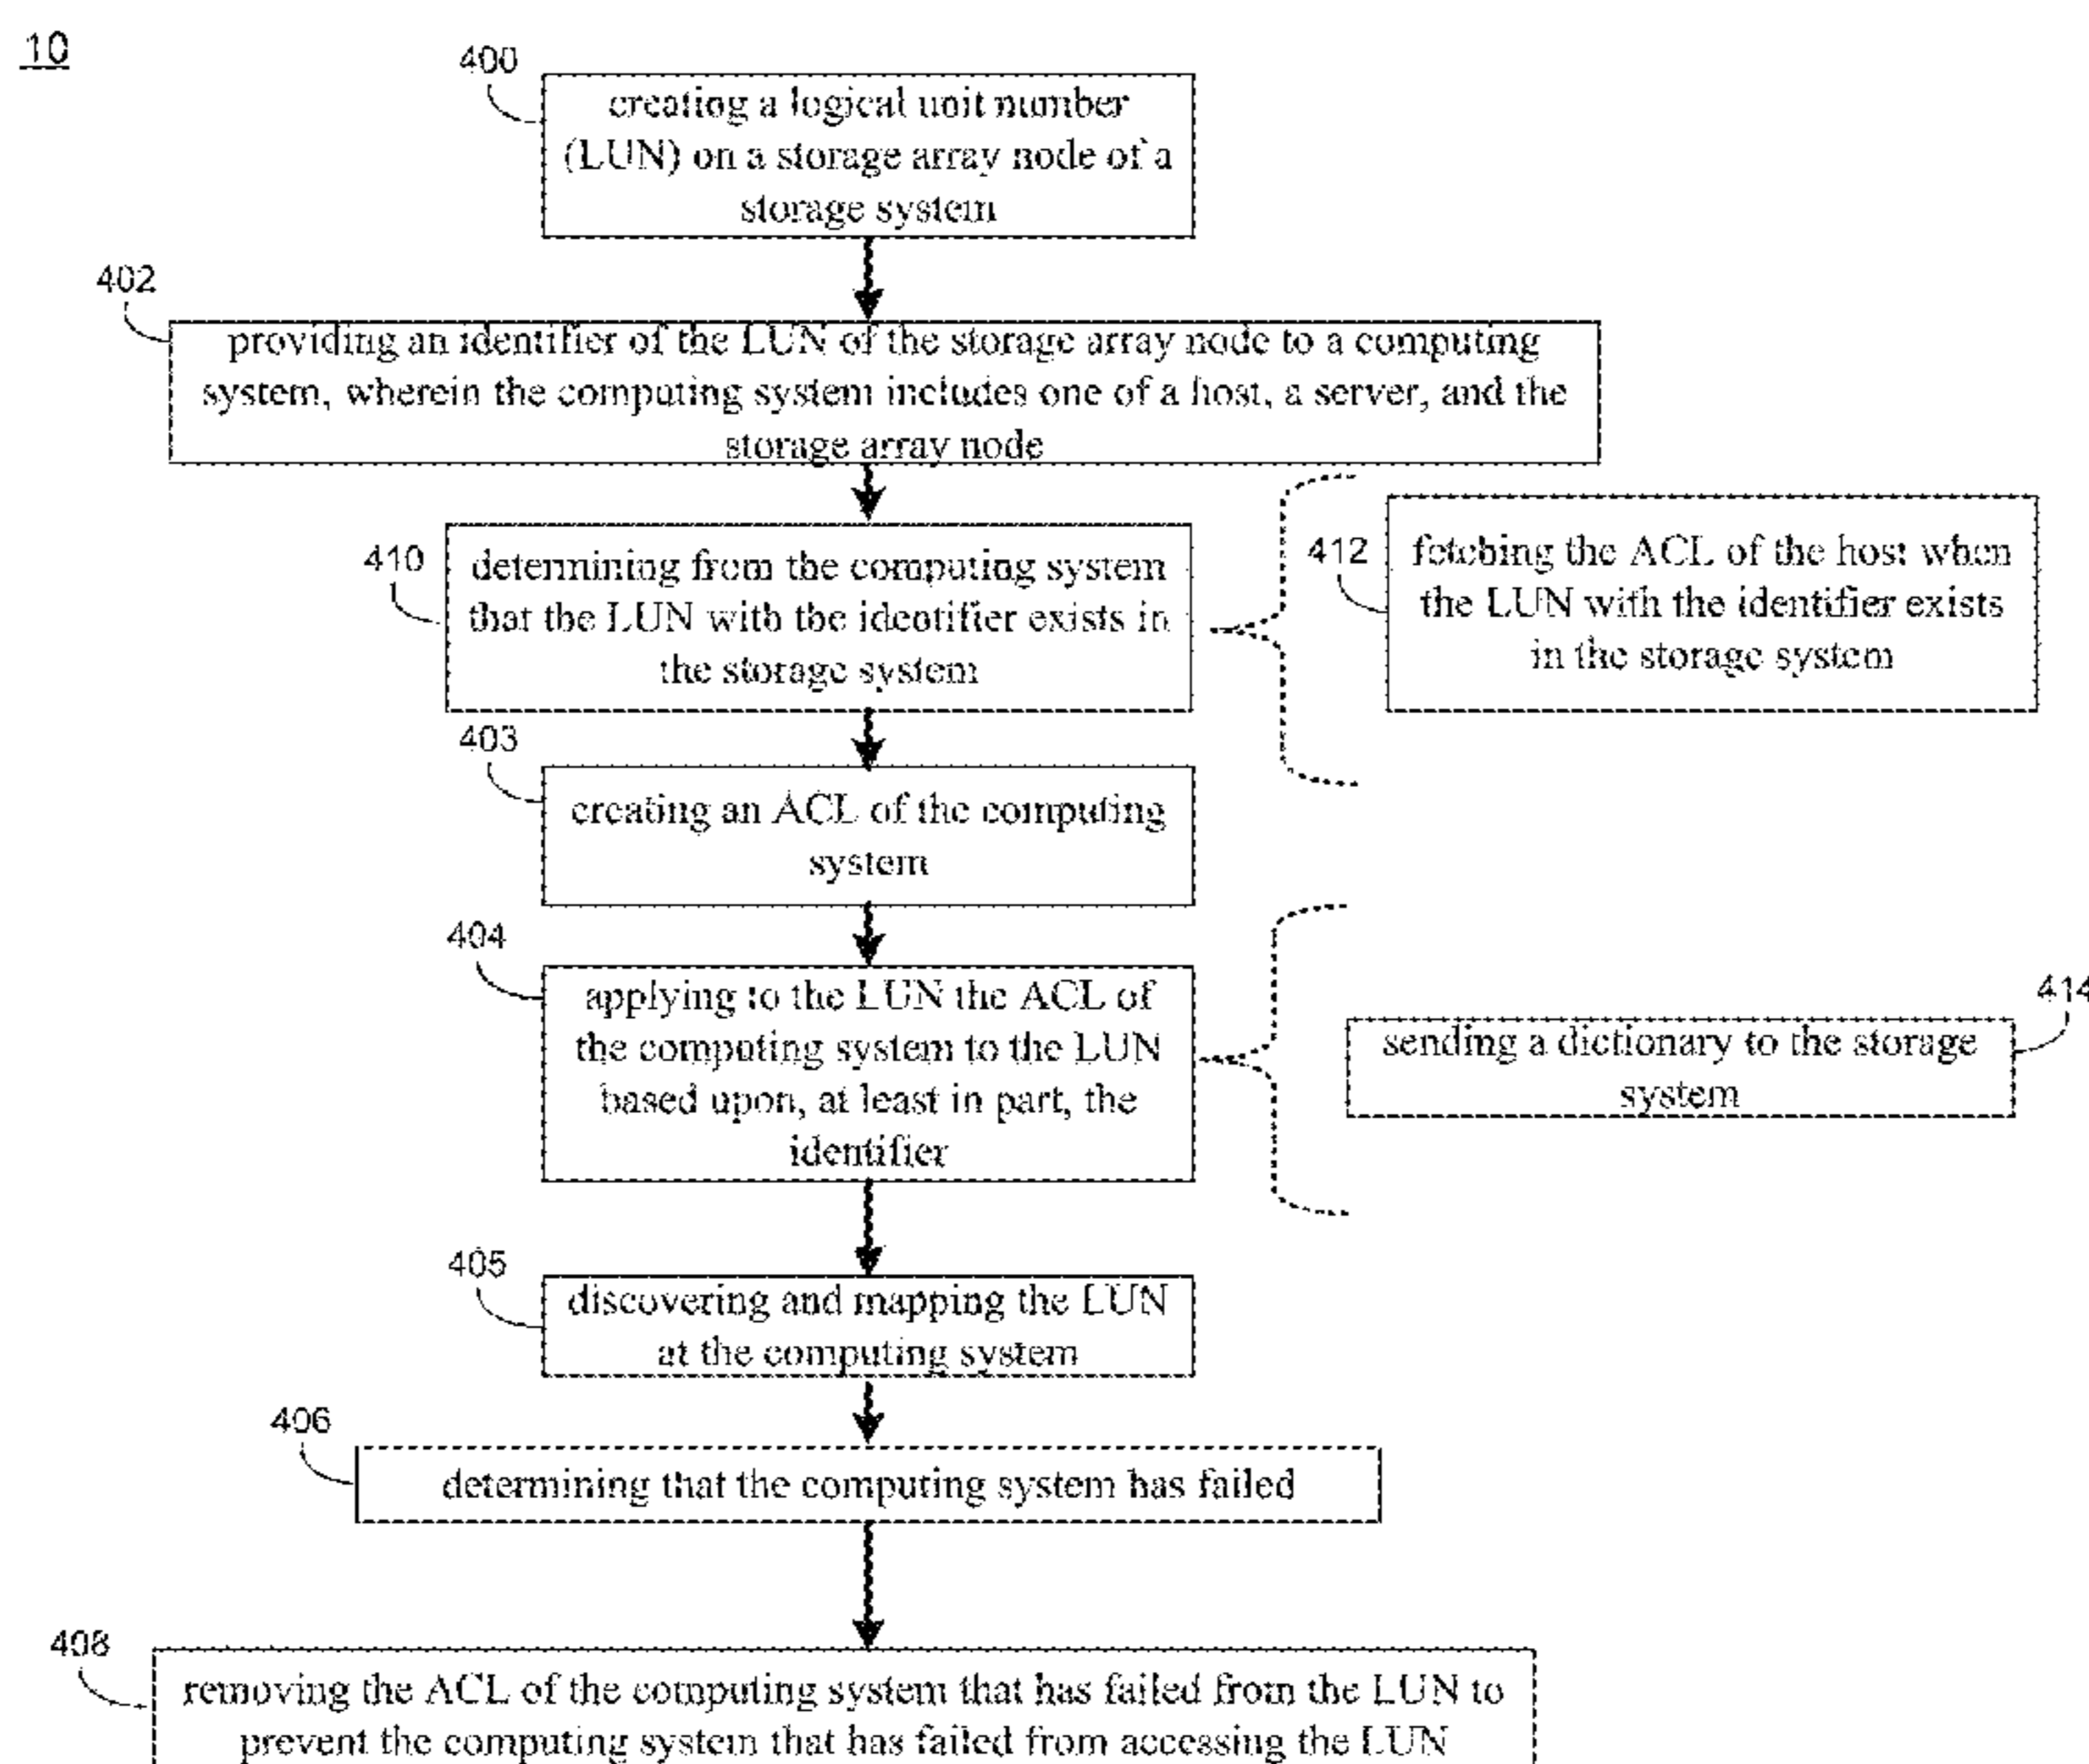 10
400
creating a logical unit number
(LUN) on a storage array node of a
storage system
402
providing an identifier of the LUN of the storage array node to a computing
system, wherein the computing system includes one of a host, a server, and the
storage array node
410
determining from the computing system
that the LUN with the identifier exists in
the storage system
412
fetching the ACL of the host when
the LUN with the identifier exists
in the storage system
403
creating an ACL of the computing
system
404
applying to the LUN the ACL of
the computing system to the LUN
based upon, at least in part, the
identifier
414
sending a dictionary to the storage
system
405
discovering and mapping the LUN
at the computing system
406
determining that the computing system has failed
408
removing the ACL of the computing system that has failed from the LUN to
prevent the computing system that has failed from accessing the LUN